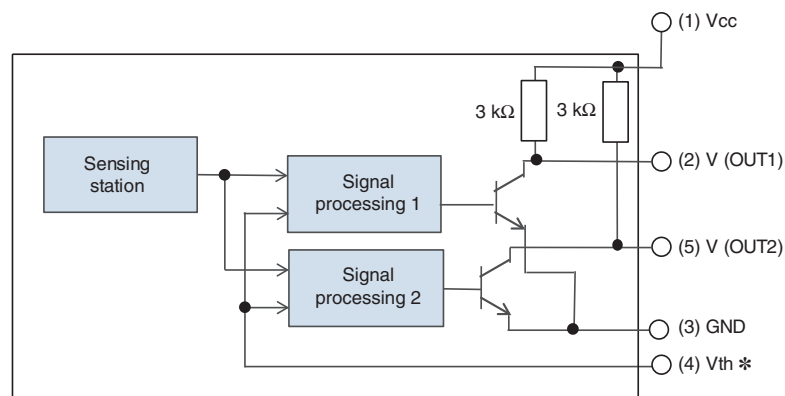 (1) Vcc
3 kΩ
3 kΩ
Sensing
station
Signal
processing 1
(2) V (OUT1)
Signal
processing 2
(5) V (OUT2)
(3) GND
(4) Vth ✻